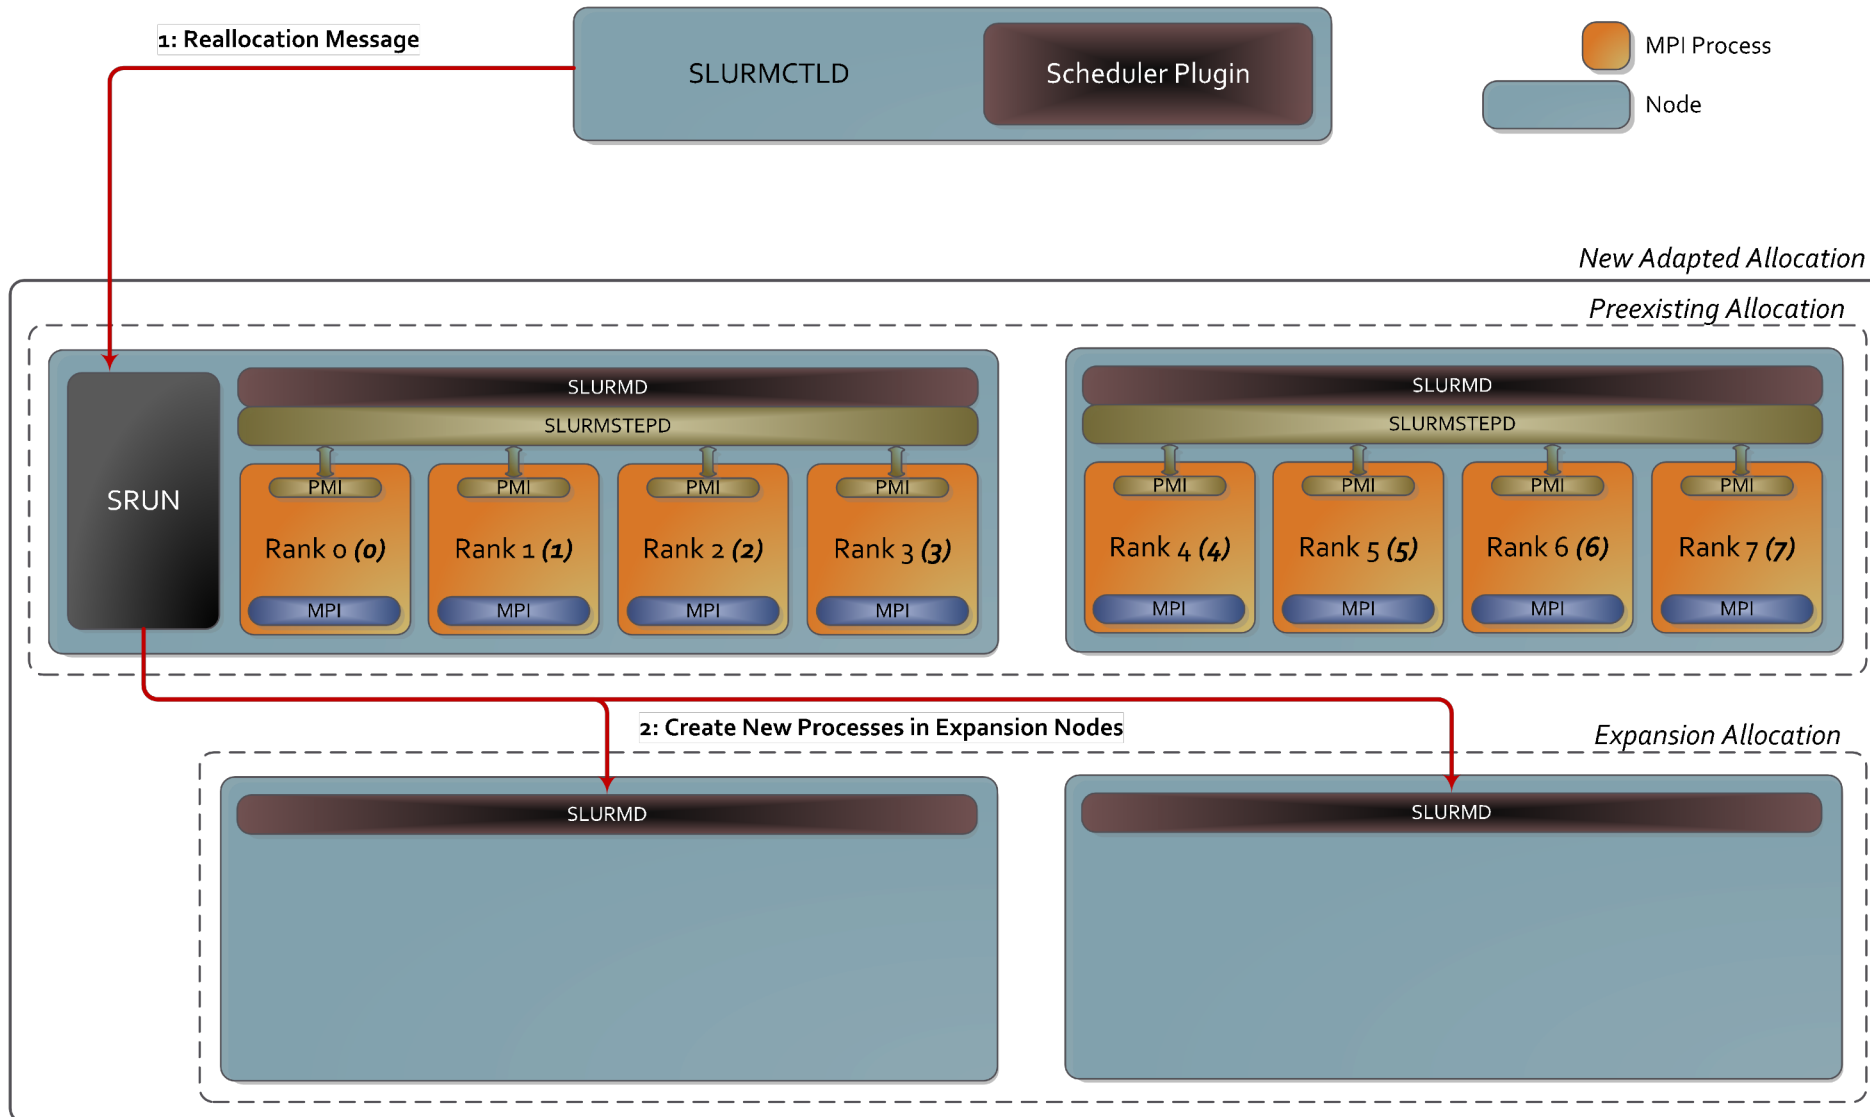 1: Reallocation Message
SLURMCTLD
Scheduler Plugin
MPI Process
Node
New Adapted Allocation
Preexisting Allocation
SRUN
SLURMD
SLURMSTEPD
PMI
PMI
PMI
PMI
Rank 0 (0)
Rank 1 (1)
Rank 2 (2)
Rank 3 (3)
MPI
MPI
MPI
MPI
SLURMD
SLURMSTEPD
PMI
PMI
PMI
PMI
Rank 4 (4)
Rank 5 (5)
Rank 6 (6)
Rank 7 (7)
MPI
MPI
MPI
MPI
2: Create New Processes in Expansion Nodes
Expansion Allocation
SLURMD
SLURMD